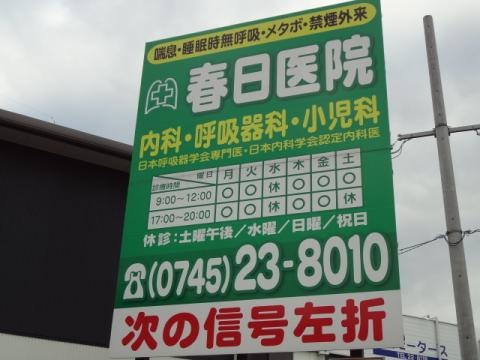 喘息・睡眠時無呼吸・メタボ・禁煙外来
春日医院
内科・呼吸器科・小児科
日本呼吸器学会専門医・日本内科学会認定内科医
曜日 月 火 水 木 金 土
診療時間
9:00〜12:00 ○ ○ 休 ○ ○ ○
17:00〜20:00 ○ ○ 休 ○ ○ 休
休診:土曜午後/水曜/日曜/祝日
☎(0745)23-8010
次の信号左折